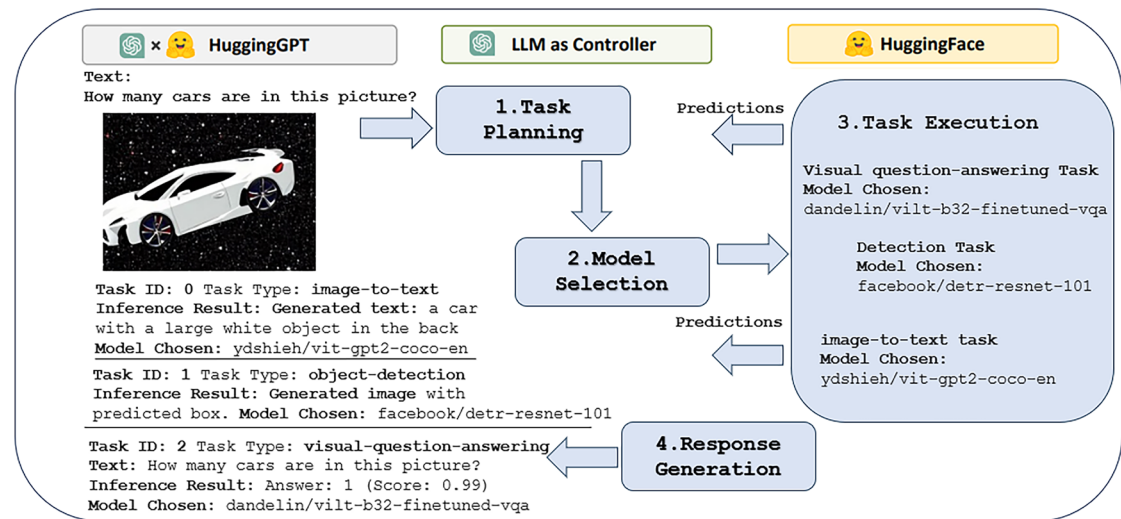 × HuggingGPT
LLM as Controller
HuggingFace
Text:
How many cars are in this picture?
1.Task
Planning
Predictions
3.Task Execution
Visual question-answering Task
Model Chosen:
dandelin/vilt-b32-finetuned-vqa
Detection Task
Model Chosen:
facebook/detr-resnet-101
2.Model
Selection
Predictions
image-to-text task
Model Chosen:
ydshieh/vit-gpt2-coco-en
Task ID: 0 Task Type: image-to-text
Inference Result: Generated text: a car
with a large white object in the back
Model Chosen: ydshieh/vit-gpt2-coco-en
Task ID: 1 Task Type: object-detection
Inference Result: Generated image with
predicted box. Model Chosen: facebook/detr-resnet-101
Task ID: 2 Task Type: visual-question-answering
Text: How many cars are in this picture?
Inference Result: Answer: 1 (Score: 0.99)
Model Chosen: dandelin/vilt-b32-finetuned-vqa
4.Response
Generation